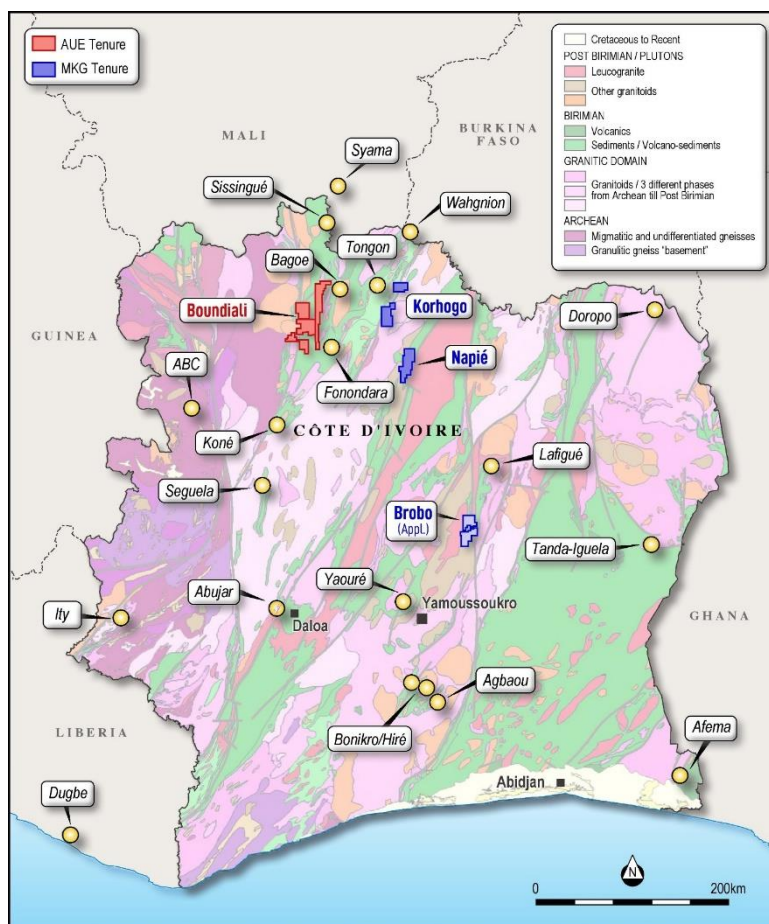 AUE Tenure
MKG Tenure
Cretaceous to Recent
POST BIRIMIAN / PLUTONS
Leucogranite
Other granitoids
BIRIMIAN
Volcanics
Sediments / Volcano-sediments
GRANITIC DOMAIN
Granitoids / 3 different phases
from Archean till Post Birimian
ARCHEAN
Migmatitic and undifferentiated gneisses
Granulitic gneiss "basement"
MALI
BURKINA
FASO
Syama
Sissingué
Wahgnion
Tongon
Bagoe
Boundiali
Korhogo
Doropo
GUINEA
Napié
ABC
Fonondara
CÔTE D'IVOIRE
Koné
Lafigué
Seguela
Brobo
(Appl.)
Tanda-Iguela
Yaouré
Abujar
Yamoussoukro
Ity
Daloa
GHANA
Agbaou
Bonikro/Hiré
LIBERIA
Afema
Abidjan
Dugbe
N
0 200km